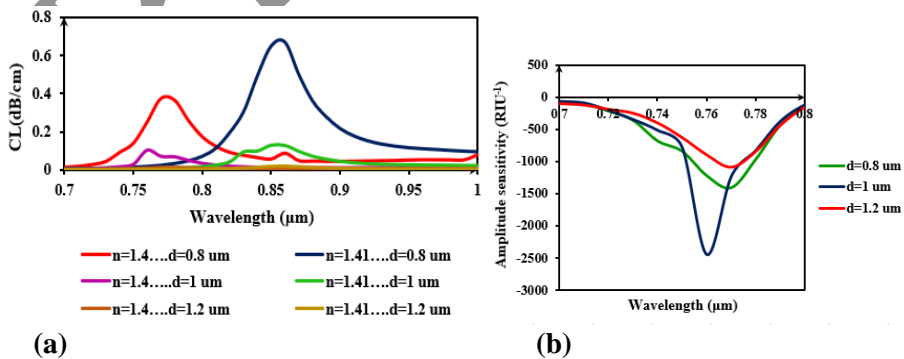 0.8
0.6
0.4
0.2
0
CL(dB/cm)
0.7 0.75 0.8 0.85 0.9 0.95 1
Wavelength (μm)
n=1.4….d=0.8 um n=1.41…d=0.8 um
n=1.4….d=1 um n=1.41…d=1 um
n=1.4….d=1.2 um n=1.41…d=1.2 um
(a)
500
0
-500
-1000
-1500
-2000
-2500
-3000
Amplitude sensitivity (RIU⁻¹)
0.7 0.72 0.74 0.76 0.78 0.8
Wavelength (μm)
d=0.8 um
d=1 um
d=1.2 um
(b)